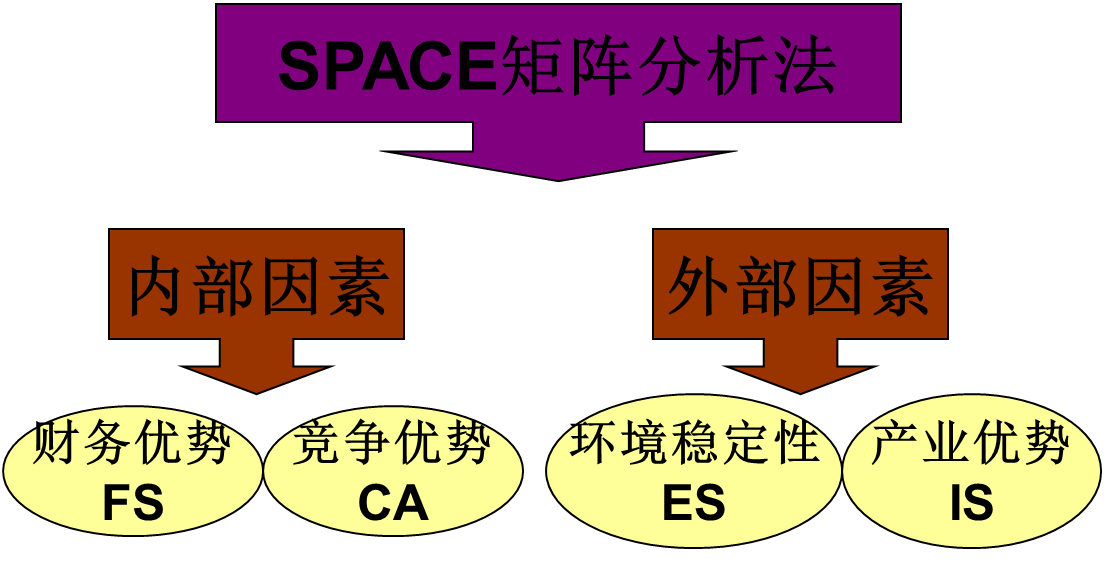 SPACE矩阵分析法
内部因素
外部因素
财务优势
FS
竞争优势
CA
环境稳定性
ES
产业优势
IS